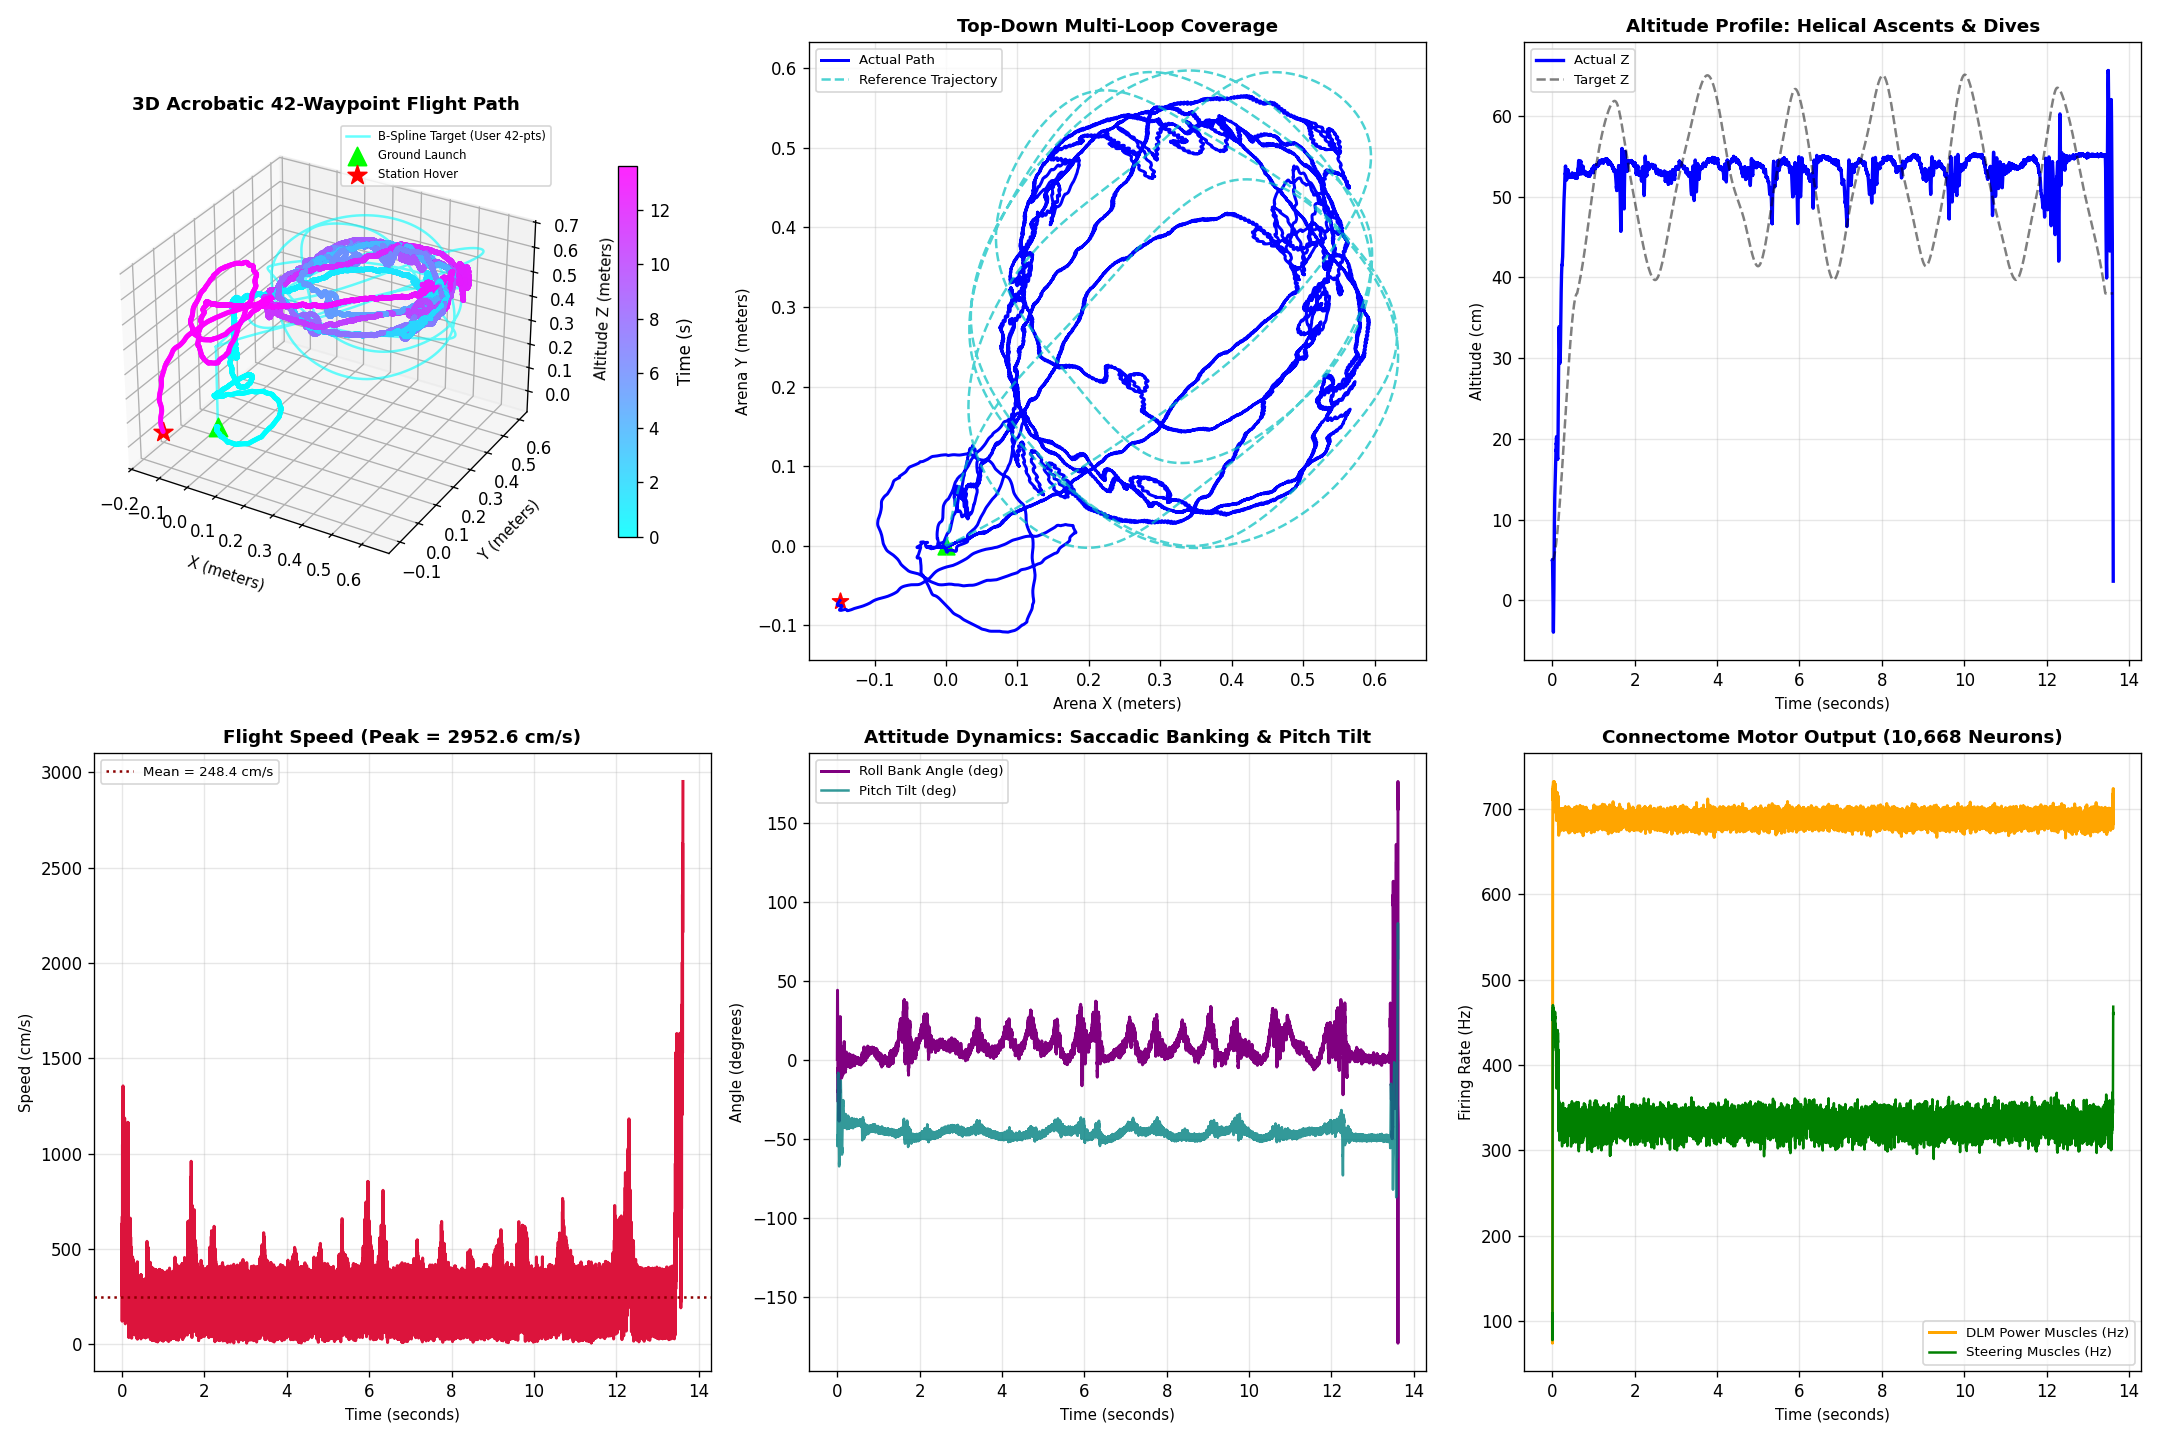 3D Acrobatic 42-Waypoint Flight Path
B-Spline Target (User 42-pts)
Ground Launch
Station Hover
0.7
0.6
0.5
0.4
0.3
0.2
0.1
0.0
Altitude Z (meters)
−0.2
−0.1
0.0
0.1
0.2
0.3
0.4
0.5
0.6
X (meters)
−0.1
0.0
0.1
0.2
0.3
0.4
0.5
0.6
Y (meters)
12
10
8
6
4
2
0
Time (s)
Top-Down Multi-Loop Coverage
Actual Path
Reference Trajectory
0.6
0.5
0.4
0.3
0.2
0.1
0.0
−0.1
Arena Y (meters)
−0.1 0.0 0.1 0.2 0.3 0.4 0.5 0.6
Arena X (meters)
Altitude Profile: Helical Ascents & Dives
Actual Z
Target Z
60
50
40
30
20
10
0
Altitude (cm)
0 2 4 6 8 10 12 14
Time (seconds)
Flight Speed (Peak = 2952.6 cm/s)
Mean = 248.4 cm/s
3000
2500
2000
1500
1000
500
0
Speed (cm/s)
0 2 4 6 8 10 12 14
Time (seconds)
Attitude Dynamics: Saccadic Banking & Pitch Tilt
Roll Bank Angle (deg)
Pitch Tilt (deg)
150
100
50
0
−50
−100
−150
Angle (degrees)
0 2 4 6 8 10 12 14
Time (seconds)
Connectome Motor Output (10,668 Neurons)
700
600
500
400
300
200
100
Firing Rate (Hz)
DLM Power Muscles (Hz)
Steering Muscles (Hz)
0 2 4 6 8 10 12 14
Time (seconds)